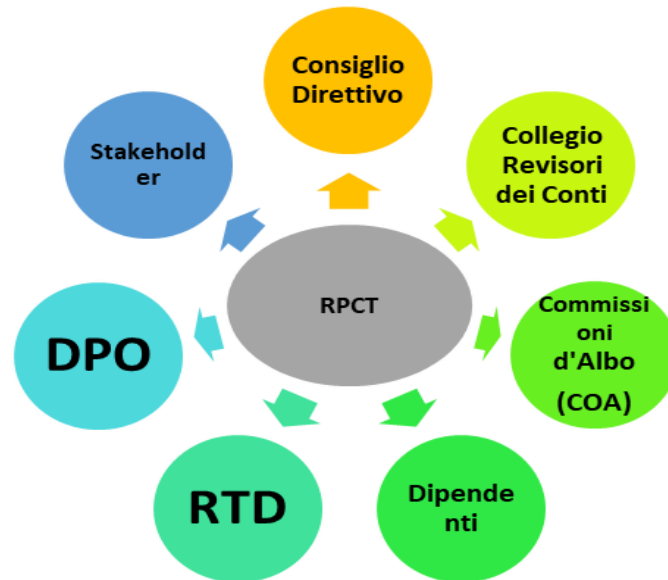 Consiglio
Direttivo
Collegio
Revisori
dei Conti
Commissi
oni
d'Albo
(COA)
Dipende
nti
RTD
DPO
Stakehold
er
RPCT